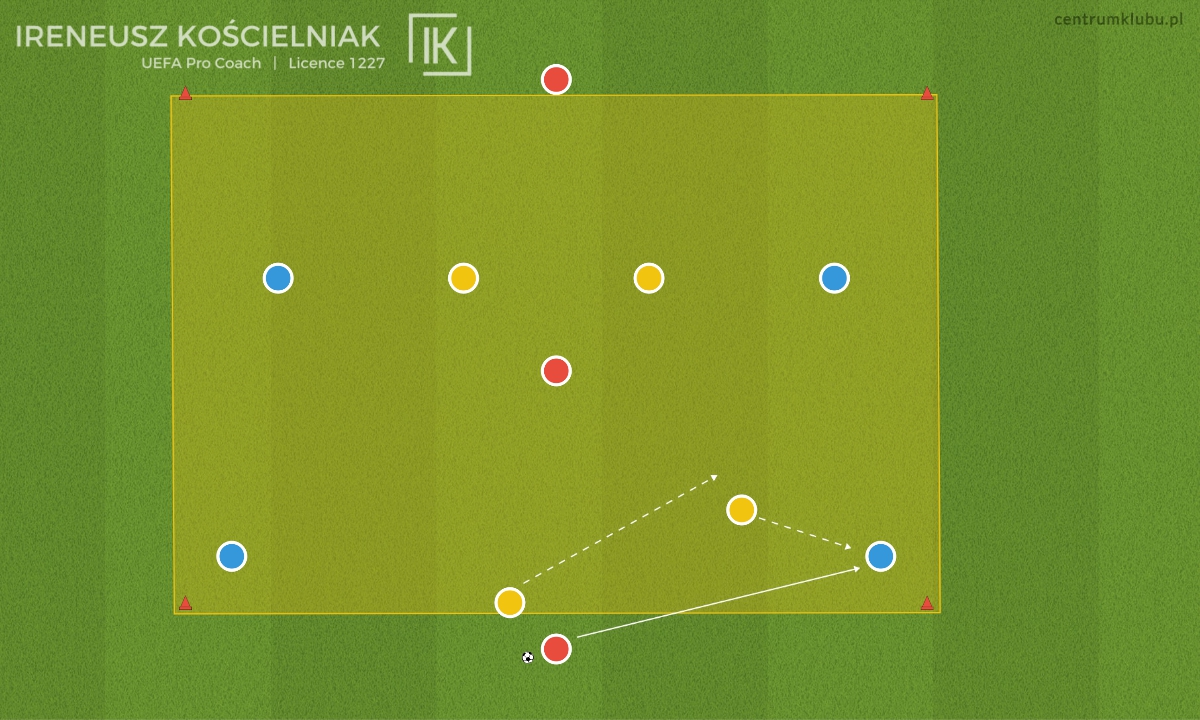 IRENEUSZ KOŚCIELNIAK
UEFA Pro Coach | Licence 1227
IK
centrumklubu.pl